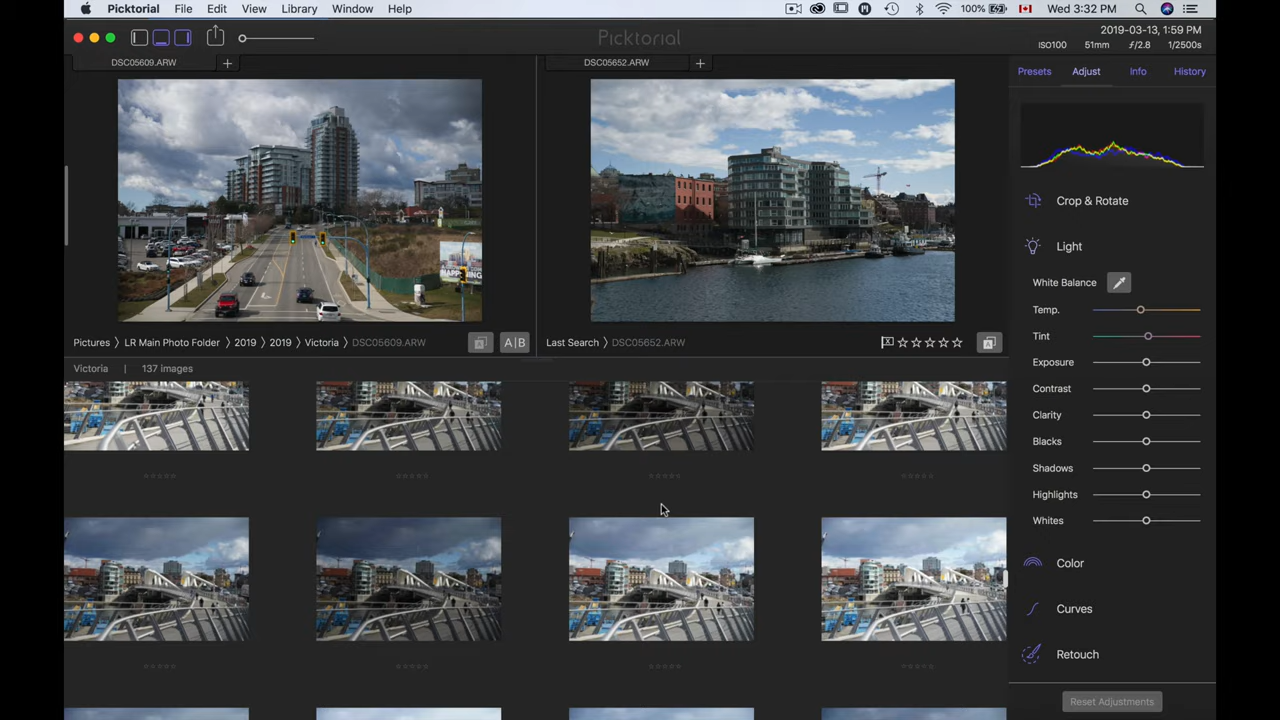 Picktorial File Edit View Library Window Help
100% Wed 3:32 PM
Picktorial
2019-03-13, 1:59 PM
ISO100 51mm ƒ/2.8 1/2500s
DSC05609.ARW +
DSC05652.ARW +
Presets Adjust Info History
HAPPENING
Pictures > LR Main Photo Folder > 2019 > 2019 > Victoria > DSC05609.ARW A|B
Last Search > DSC05652.ARW
Victoria | 137 images
Crop & Rotate
Light
White Balance
Temp.
Tint
Exposure
Contrast
Clarity
Blacks
Shadows
Highlights
Whites
Color
Curves
Retouch
Reset Adjustments